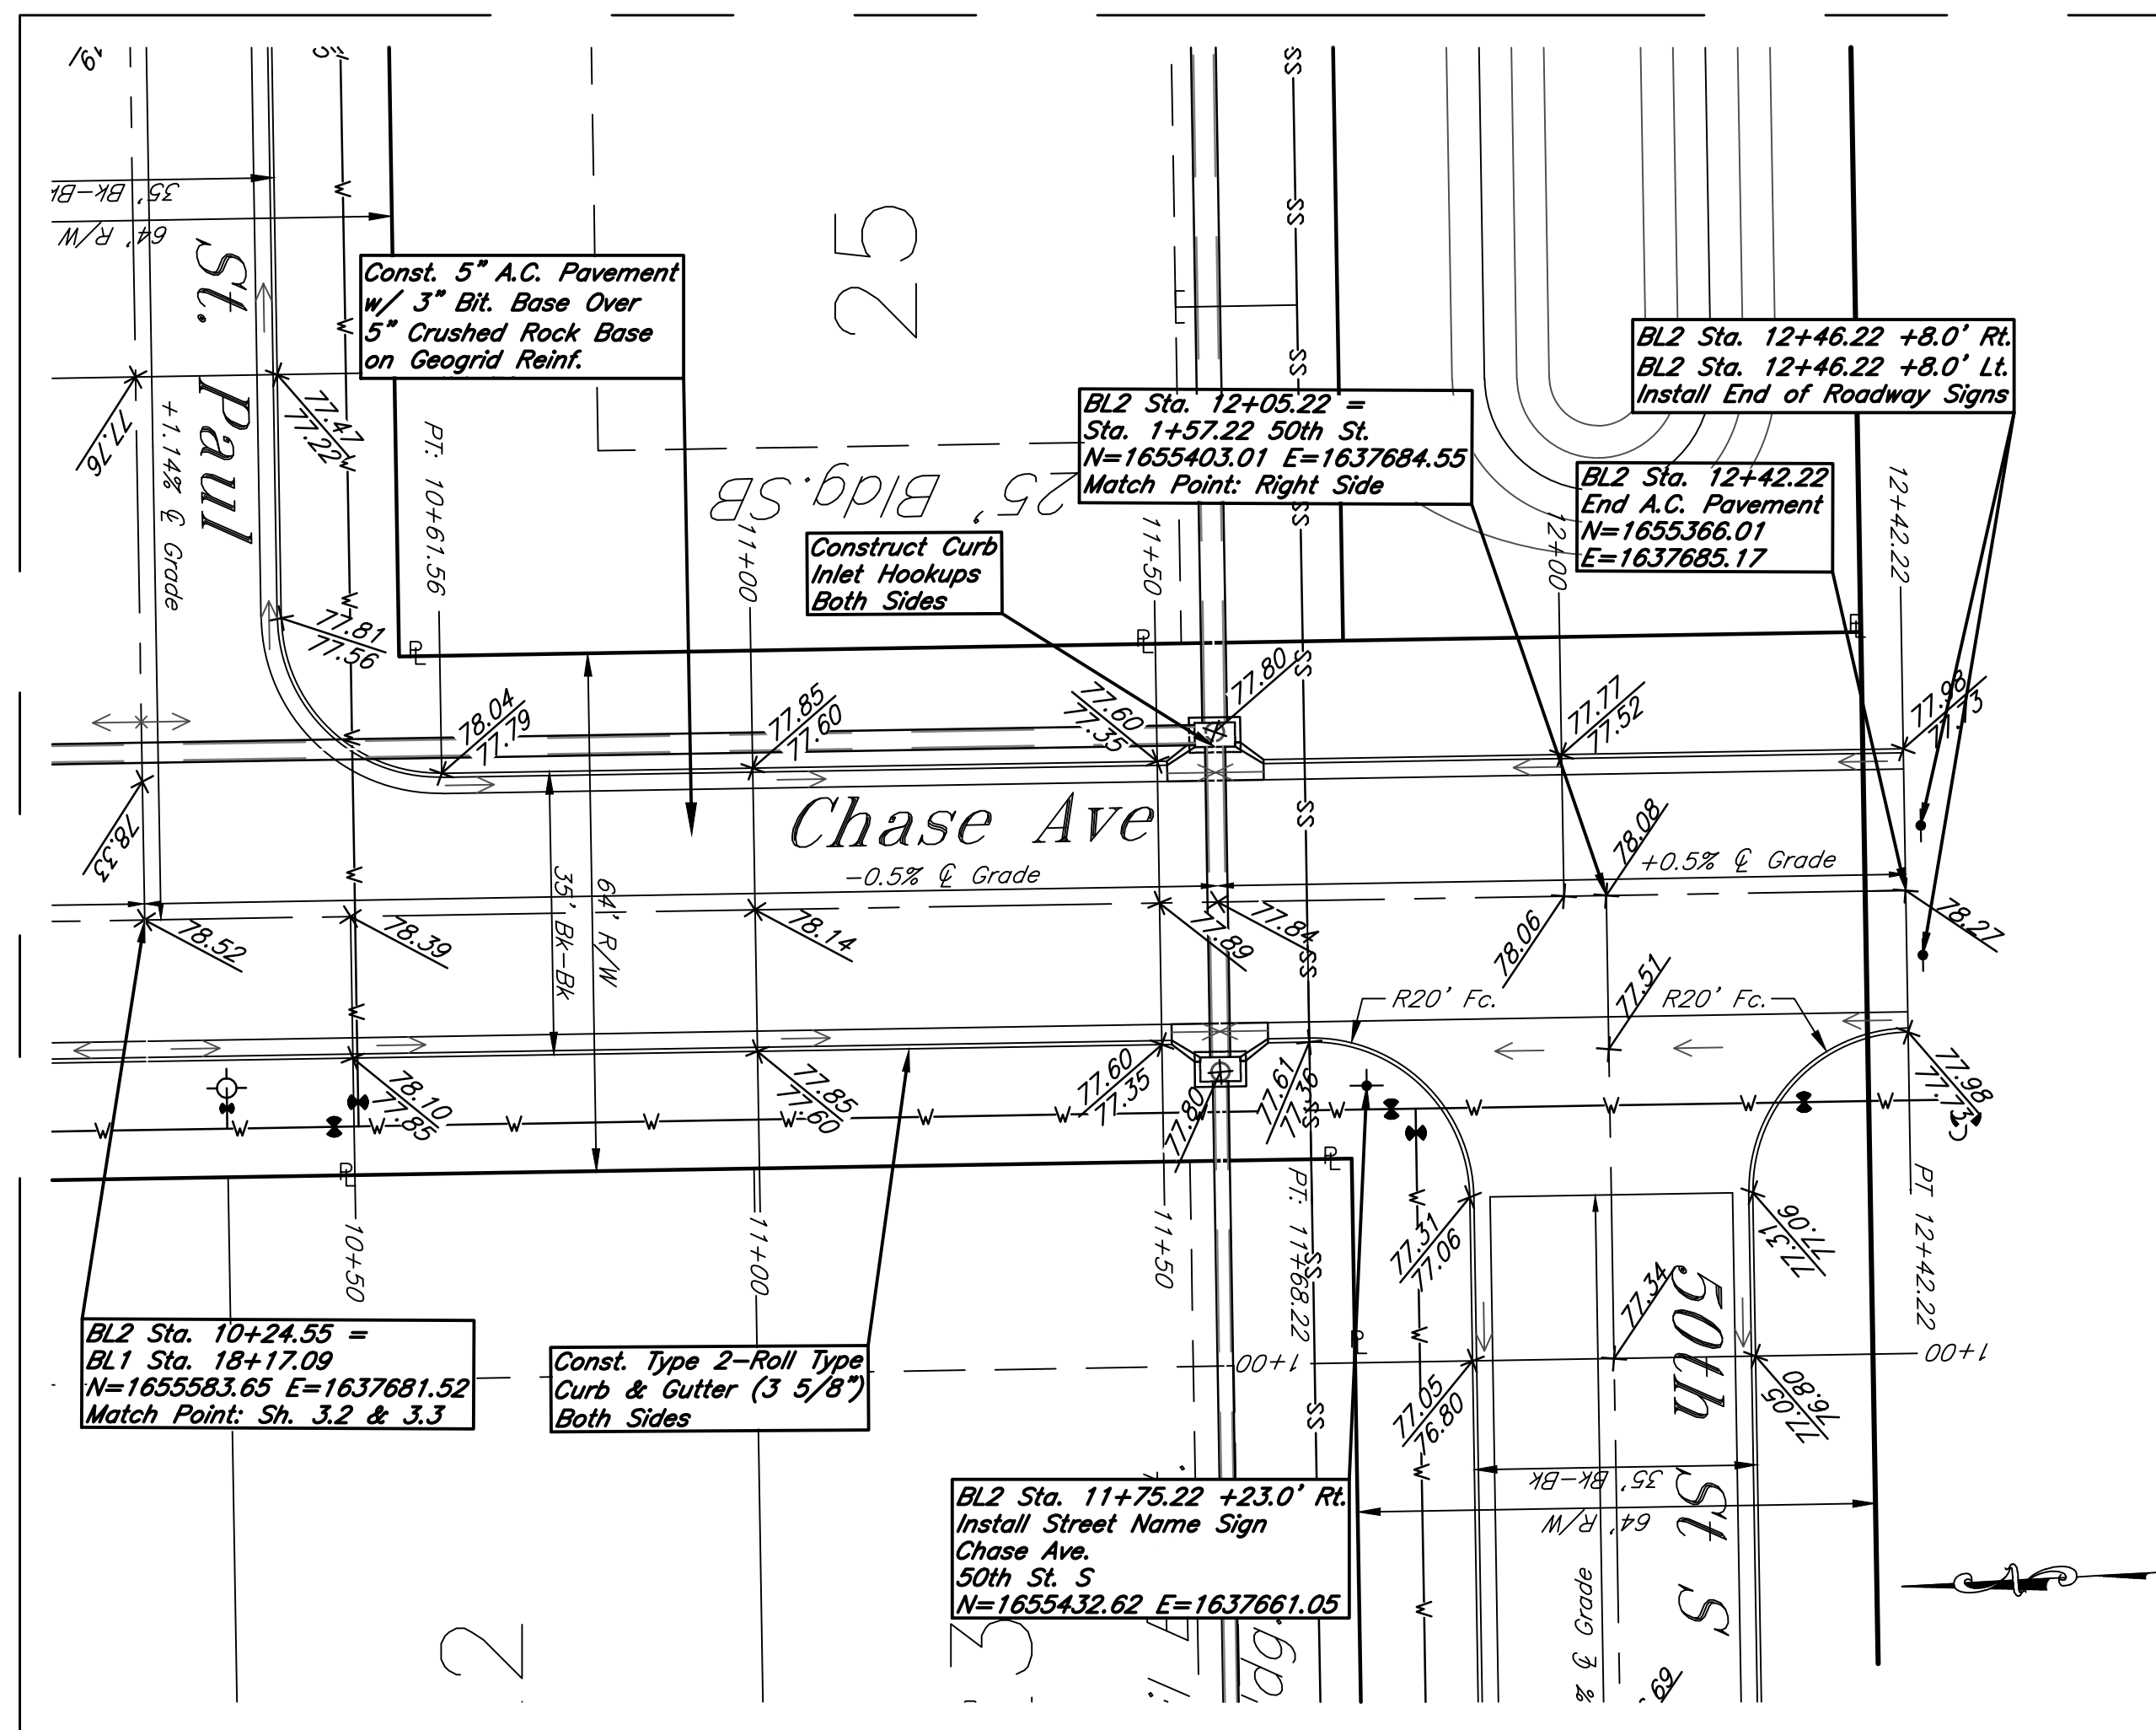 35' Bk-Bk
64' R/W
St. Paul
+1.14% ℄ Grade
77.76
77.47
77.22
77.81
77.56
78.33
25
25' Bldg. SB
Const. 5" A.C. Pavement
w/ 3" Bit. Base Over
5" Crushed Rock Base
on Geogrid Reinf.
PT: 10+61.56
11+00
Construct Curb
Inlet Hookups
Both Sides
BL2 Sta. 12+05.22 =
Sta. 1+57.22 50th St.
N=1655403.01 E=1637684.55
Match Point: Right Side
11+50
BL2 Sta. 12+46.22 +8.0' Rt.
BL2 Sta. 12+46.22 +8.0' Lt.
Install End of Roadway Signs
BL2 Sta. 12+42.22
End A.C. Pavement
N=1655366.01
E=1637685.17
12+00
12+42.22
℄
℄
℄
78.04
77.79
77.85
77.60
77.60
77.35
77.80
77.77
77.52
77.98
77.73
Chase Ave
-0.5% ℄ Grade
+0.5% ℄ Grade
35' Bk-Bk
64' R/W
78.52
78.39
78.14
77.89
77.84
78.06
78.08
78.27
R20' Fc.
77.51
R20' Fc.
78.10
77.85
77.85
77.60
77.60
77.35
77.80
77.61
77.36
77.98
77.73
W W W W W W W W W W W W W
10+50
11+00
11+50
PT: 11+68.22
PT 12+42.22
77.31
77.06
77.31
77.06
77.34
1+00
1+00
77.05
76.80
77.05
76.80
50th St S
35' Bk-Bk
64' R/W
% ℄ Grade
BL2 Sta. 10+24.55 =
BL1 Sta. 18+17.09
N=1655583.65 E=1637681.52
Match Point: Sh. 3.2 & 3.3
Const. Type 2-Roll Type
Curb & Gutter (3 5/8")
Both Sides
BL2 Sta. 11+75.22 +23.0' Rt.
Install Street Name Sign
Chase Ave.
50th St. S
N=1655432.62 E=1637661.05
2
3
N